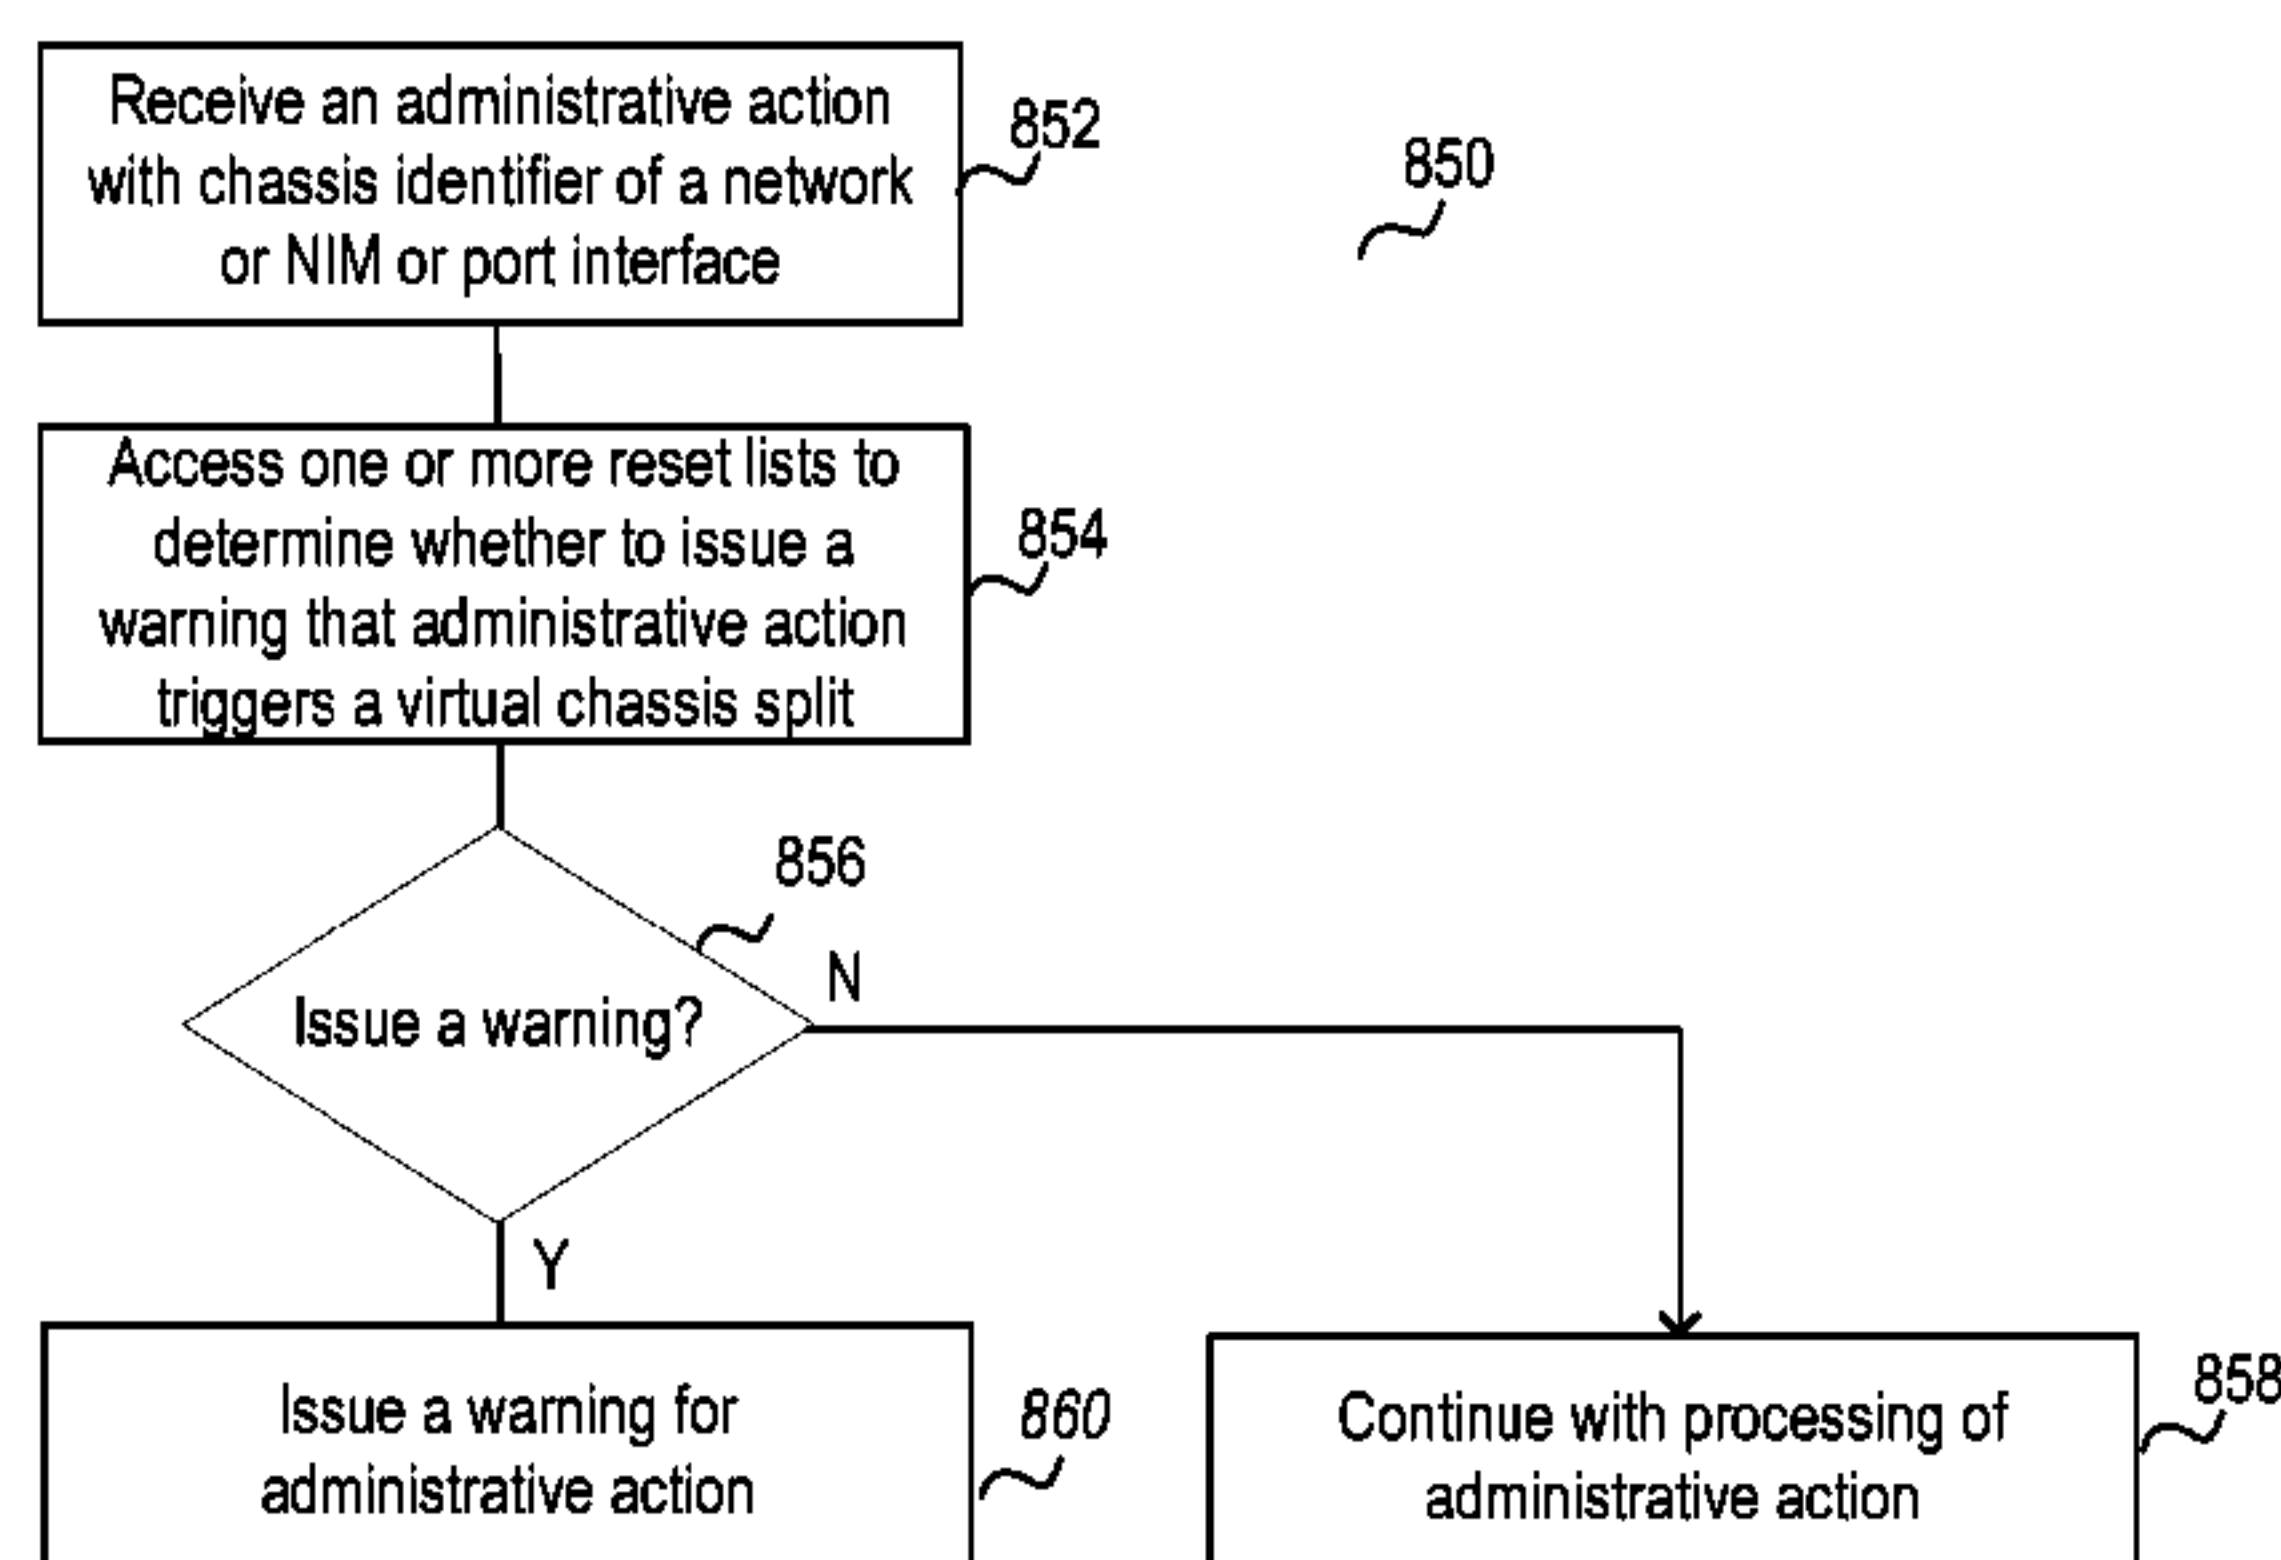 Receive an administrative action
with chassis identifier of a network
or NIM or port interface
852
850
Access one or more reset lists to
determine whether to issue a
warning that administrative action
triggers a virtual chassis split
854
856
Issue a warning?
N
Y
Issue a warning for
administrative action
860
Continue with processing of
administrative action
858